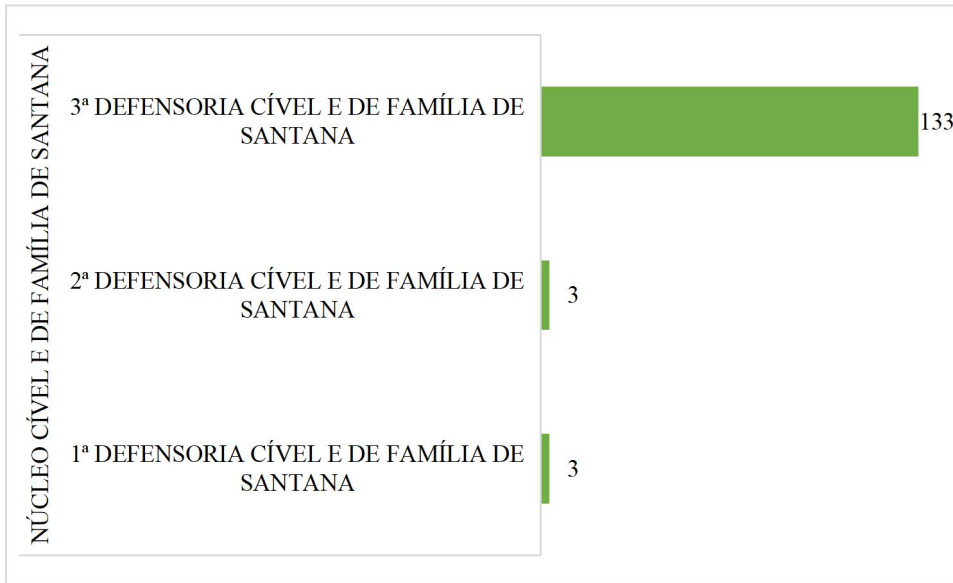 NÚCLEO CÍVEL E DE FAMÍLIA DE SANTANA
3ª DEFENSORIA CÍVEL E DE FAMÍLIA DE
SANTANA
133
2ª DEFENSORIA CÍVEL E DE FAMÍLIA DE
SANTANA
3
1ª DEFENSORIA CÍVEL E DE FAMÍLIA DE
SANTANA
3